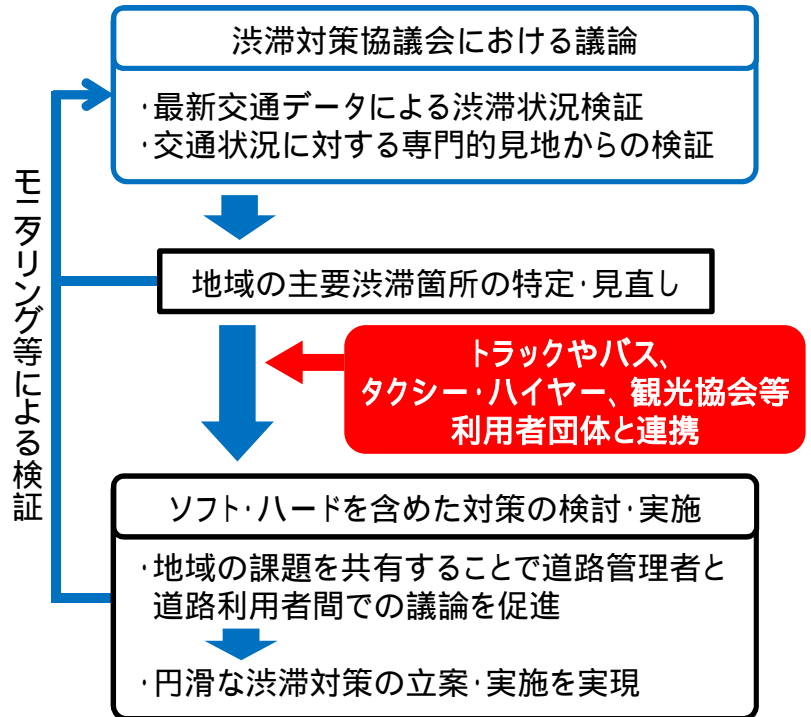 渋滞対策協議会における議論
・最新交通データによる渋滞状況検証
・交通状況に対する専門的見地からの検証
モニタリング等による検証
地域の主要渋滞箇所の特定・見直し
トラックやバス、
タクシー・ハイヤー、観光協会等
利用者団体と連携
ソフト・ハードを含めた対策の検討・実施
・地域の課題を共有することで道路管理者と
道路利用者間での議論を促進
・円滑な渋滞対策の立案・実施を実現